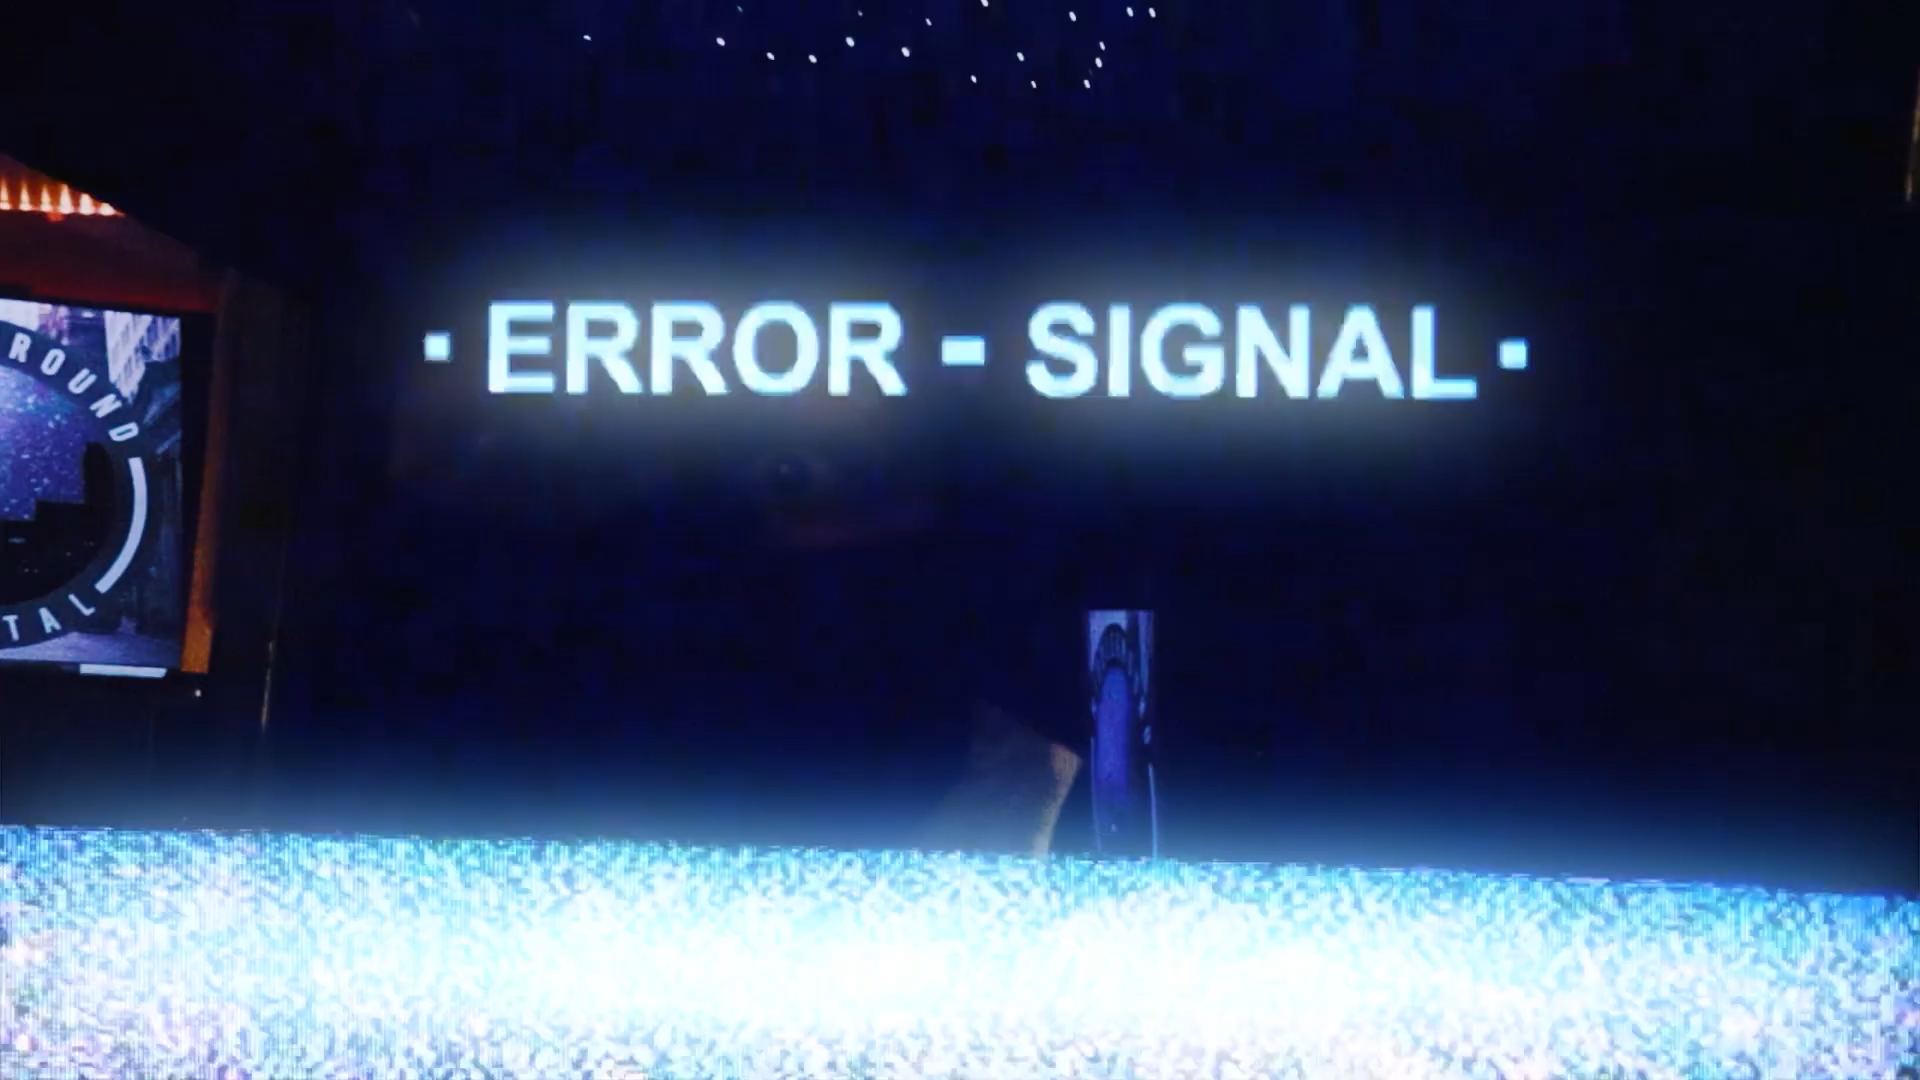 · ERROR - SIGNAL ·
ROUND
TAL